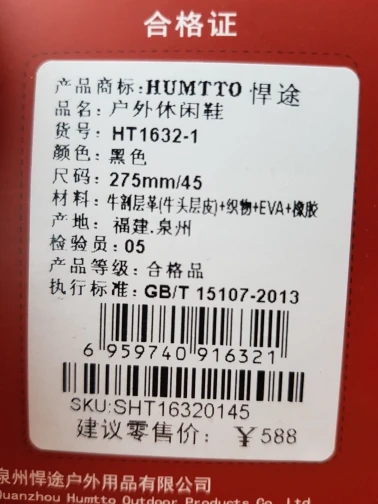 合格证
产品商标:HUMTTO 悍途
品名: 户外休闲鞋
货号: HT1632-1
颜色: 黑色
尺码: 275mm/45
材料: 牛剖层革(牛头层皮)+织物+EVA+橡胶
产地: 福建.泉州
检验员: 05
产品等级: 合格品
执行标准: GB/T 15107-2013
6 959740 916321
SKU:SHT16320145
建议零售价: ￥588
泉州悍途户外用品有限公司
Quanzhou Humtto Outdoor Products Co.,Ltd